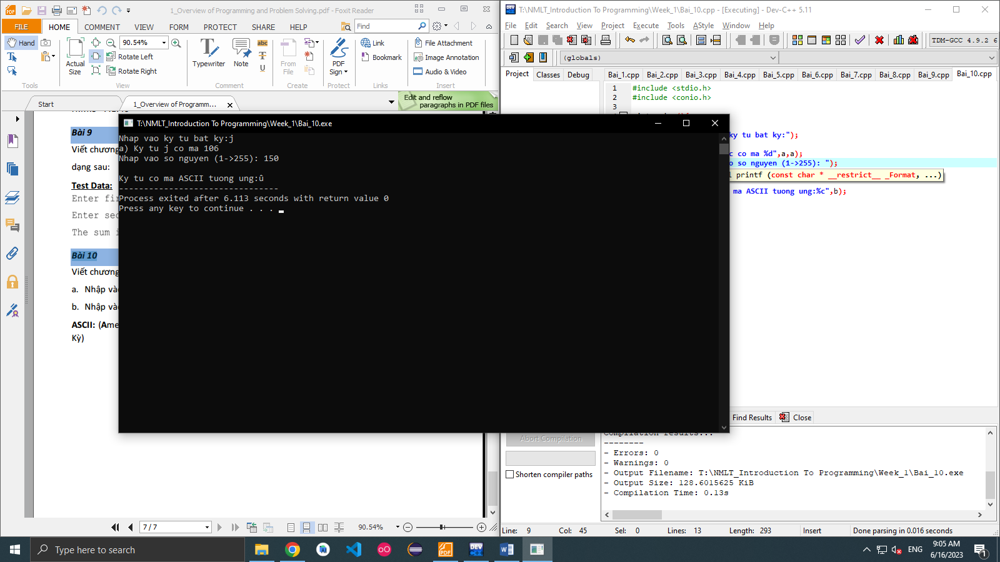 1_Overview of Programming and Problem Solving.pdf - Foxit Reader
FILE HOME COMMENT VIEW FORM PROTECT SHARE HELP Find
Hand
Actual Size
90.54%
Rotate Left
Rotate Right
Typewriter
Note
From File
PDF Sign
Link
Bookmark
File Attachment
Image Annotation
Audio & Video
Tools View Comment Create Protect Links Insert
Start 1_Overview of Programm...
Edit and reflow
paragraphs in PDF files
Bài 9
Viết chương
dạng sau:
Test Data:
Enter fi
Enter sec
The sum i
Bài 10
Viết chương
a. Nhập và
b. Nhập và
ASCII: (Ame
Kỳ)
7 / 7
90.54%
T:\NMLT_Introduction To Programming\Week_1\Bai_10.exe
Nhap vao ky tu bat ky:j
a) Ky tu j co ma 106
Nhap vao so nguyen (1->255): 150
Ky tu co ma ASCII tuong ung:û
--------------------------------
Process exited after 6.113 seconds with return value 0
Press any key to continue . . .
T:\NMLT_Introduction To Programming\Week_1\Bai_10.cpp - [Executing] - Dev-C++ 5.11
File Edit Search View Project Execute Tools AStyle Window Help
TDM-GCC 4.9.2 6
(globals)
Project Classes Debug
Bai_1.cpp Bai_2.cpp Bai_3.cpp Bai_4.cpp Bai_5.cpp Bai_6.cpp Bai_7.cpp Bai_8.cpp Bai_9.cpp Bai_10.cpp
1 #include <stdio.h>
2 #include <conio.h>
3
ky tu bat ky:");
c co ma %d",a,a);
o so nguyen (1->255): ");
l printf (const char * __restrict__ _Format, ...)
ma ASCII tuong ung:%c",b);
Find Results Close
Abort Compilation
Shorten compiler paths
Compilation results...
--------
- Errors: 0
- Warnings: 0
- Output Filename: T:\NMLT_Introduction To Programming\Week_1\Bai_10.exe
- Output Size: 128.6015625 KiB
- Compilation Time: 0.13s
Line: 9 Col: 45 Sel: 0 Lines: 13 Length: 293 Insert Done parsing in 0.016 seconds
Type here to search
ENG
9:05 AM
6/16/2023
1